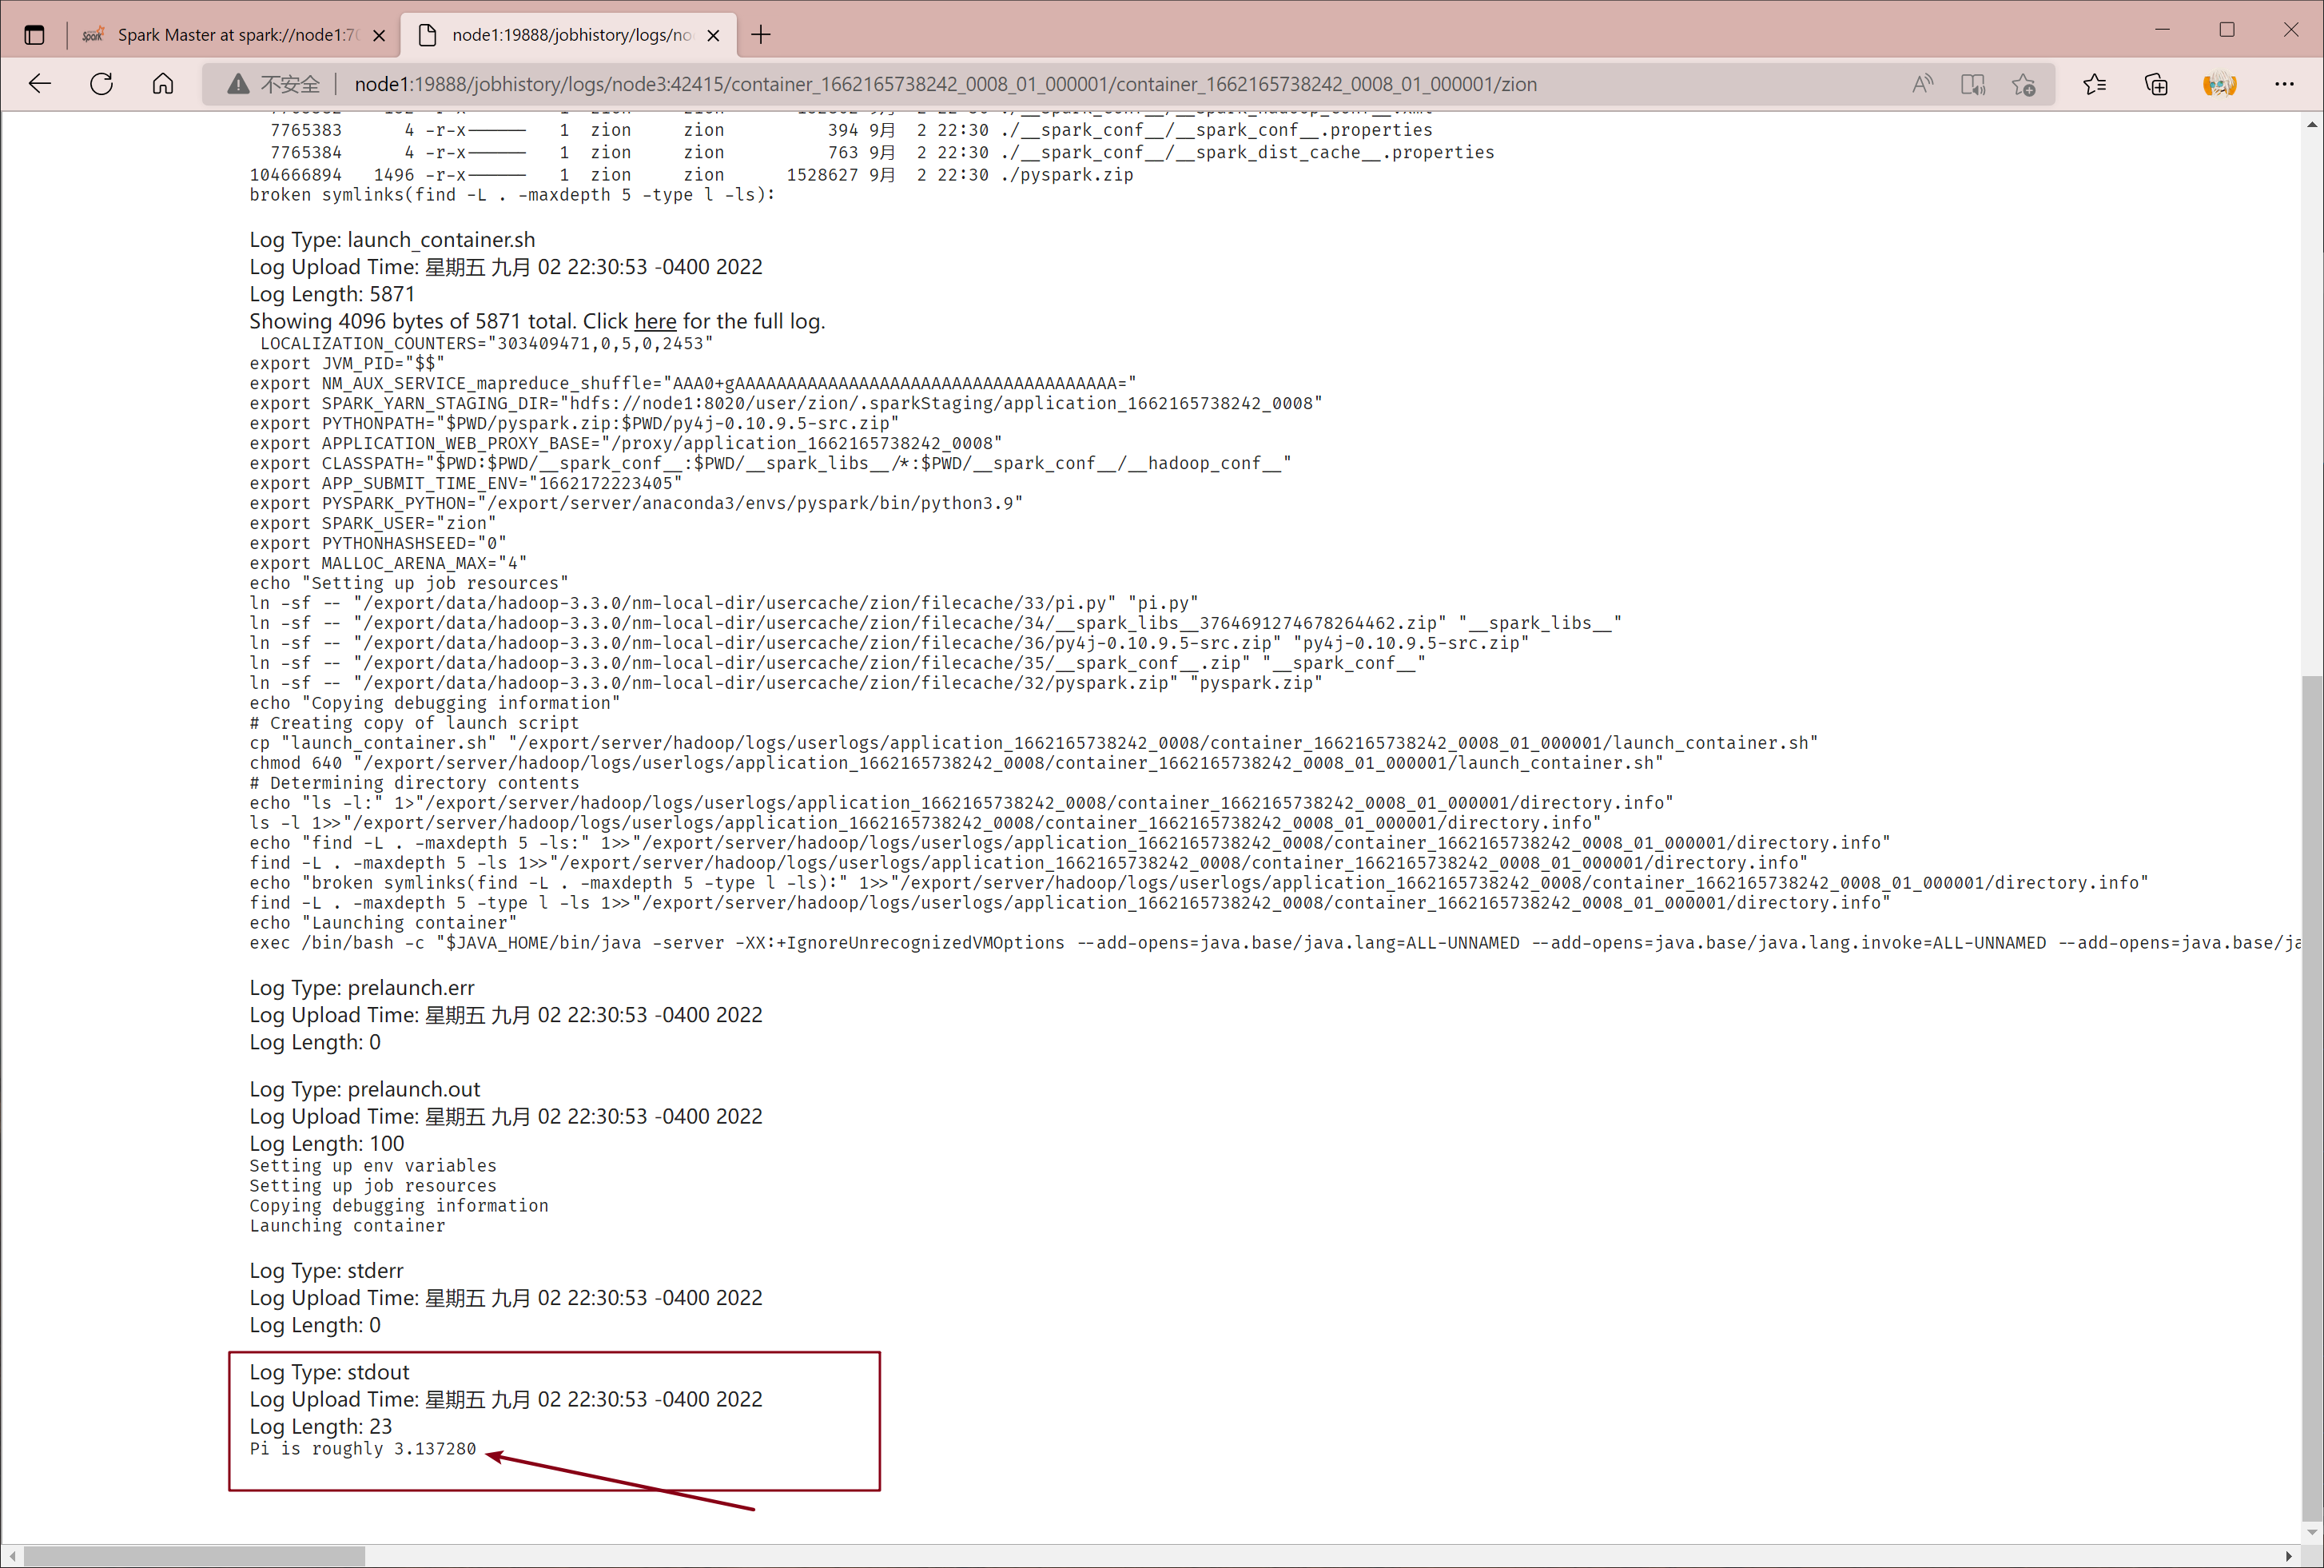 Spark Master at spark://node1:70
node1:19888/jobhistory/logs/no
不安全
node1:19888/jobhistory/logs/node3:42415/container_1662165738242_0008_01_000001/container_1662165738242_0008_01_000001/zion
7765383 4 -r-x------ 1 zion zion 394 9月 2 22:30 ./__spark_conf__/__spark_conf__.properties
7765384 4 -r-x------ 1 zion zion 763 9月 2 22:30 ./__spark_conf__/__spark_dist_cache__.properties
104666894 1496 -r-x------ 1 zion zion 1528627 9月 2 22:30 ./pyspark.zip
broken symlinks(find -L . -maxdepth 5 -type l -ls):
Log Type: launch_container.sh
Log Upload Time: 星期五 九月 02 22:30:53 -0400 2022
Log Length: 5871
Showing 4096 bytes of 5871 total. Click here for the full log.
LOCALIZATION_COUNTERS="303409471,0,5,0,2453"
export JVM_PID="$$"
export NM_AUX_SERVICE_mapreduce_shuffle="AAA0+gAAAAAAAAAAAAAAAAAAAAAAAAAAAAAAAAAAAAA="
export SPARK_YARN_STAGING_DIR="hdfs://node1:8020/user/zion/.sparkStaging/application_1662165738242_0008"
export PYTHONPATH="$PWD/pyspark.zip:$PWD/py4j-0.10.9.5-src.zip"
export APPLICATION_WEB_PROXY_BASE="/proxy/application_1662165738242_0008"
export CLASSPATH="$PWD:$PWD/__spark_conf__:$PWD/__spark_libs__/*:$PWD/__spark_conf__/__hadoop_conf__"
export APP_SUBMIT_TIME_ENV="1662172223405"
export PYSPARK_PYTHON="/export/server/anaconda3/envs/pyspark/bin/python3.9"
export SPARK_USER="zion"
export PYTHONHASHSEED="0"
export MALLOC_ARENA_MAX="4"
echo "Setting up job resources"
ln -sf -- "/export/data/hadoop-3.3.0/nm-local-dir/usercache/zion/filecache/33/pi.py" "pi.py"
ln -sf -- "/export/data/hadoop-3.3.0/nm-local-dir/usercache/zion/filecache/34/__spark_libs__3764691274678264462.zip" "__spark_libs__"
ln -sf -- "/export/data/hadoop-3.3.0/nm-local-dir/usercache/zion/filecache/36/py4j-0.10.9.5-src.zip" "py4j-0.10.9.5-src.zip"
ln -sf -- "/export/data/hadoop-3.3.0/nm-local-dir/usercache/zion/filecache/35/__spark_conf__.zip" "__spark_conf__"
ln -sf -- "/export/data/hadoop-3.3.0/nm-local-dir/usercache/zion/filecache/32/pyspark.zip" "pyspark.zip"
echo "Copying debugging information"
# Creating copy of launch script
cp "launch_container.sh" "/export/server/hadoop/logs/userlogs/application_1662165738242_0008/container_1662165738242_0008_01_000001/launch_container.sh"
chmod 640 "/export/server/hadoop/logs/userlogs/application_1662165738242_0008/container_1662165738242_0008_01_000001/launch_container.sh"
# Determining directory contents
echo "ls -l:" 1>"/export/server/hadoop/logs/userlogs/application_1662165738242_0008/container_1662165738242_0008_01_000001/directory.info"
ls -l 1>>"/export/server/hadoop/logs/userlogs/application_1662165738242_0008/container_1662165738242_0008_01_000001/directory.info"
echo "find -L . -maxdepth 5 -ls:" 1>>"/export/server/hadoop/logs/userlogs/application_1662165738242_0008/container_1662165738242_0008_01_000001/directory.info"
find -L . -maxdepth 5 -ls 1>>"/export/server/hadoop/logs/userlogs/application_1662165738242_0008/container_1662165738242_0008_01_000001/directory.info"
echo "broken symlinks(find -L . -maxdepth 5 -type l -ls):" 1>>"/export/server/hadoop/logs/userlogs/application_1662165738242_0008/container_1662165738242_0008_01_000001/directory.info"
find -L . -maxdepth 5 -type l -ls 1>>"/export/server/hadoop/logs/userlogs/application_1662165738242_0008/container_1662165738242_0008_01_000001/directory.info"
echo "Launching container"
exec /bin/bash -c "$JAVA_HOME/bin/java -server -XX:+IgnoreUnrecognizedVMOptions --add-opens=java.base/java.lang=ALL-UNNAMED --add-opens=java.base/java.lang.invoke=ALL-UNNAMED --add-opens=java.base/ja
Log Type: prelaunch.err
Log Upload Time: 星期五 九月 02 22:30:53 -0400 2022
Log Length: 0
Log Type: prelaunch.out
Log Upload Time: 星期五 九月 02 22:30:53 -0400 2022
Log Length: 100
Setting up env variables
Setting up job resources
Copying debugging information
Launching container
Log Type: stderr
Log Upload Time: 星期五 九月 02 22:30:53 -0400 2022
Log Length: 0
Log Type: stdout
Log Upload Time: 星期五 九月 02 22:30:53 -0400 2022
Log Length: 23
Pi is roughly 3.137280